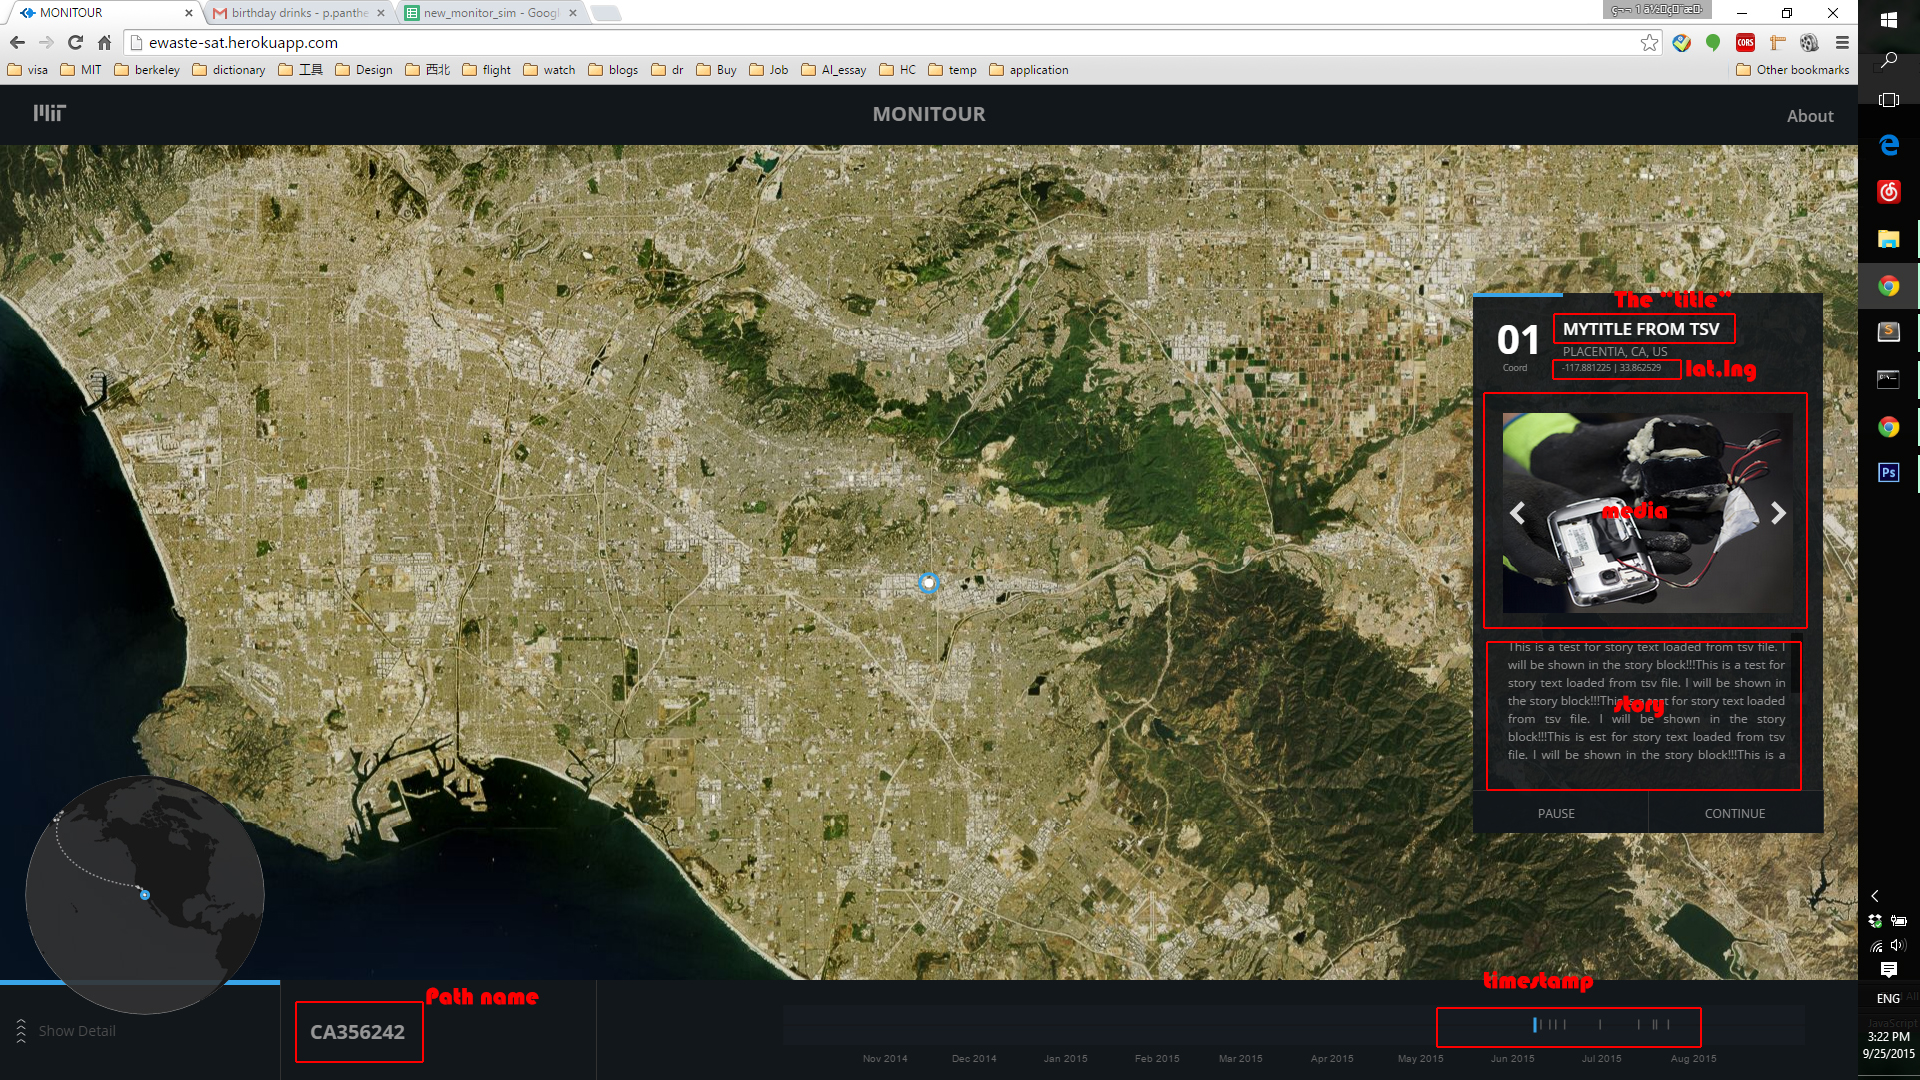 MONITOUR
birthday drinks - p.panthe
new_monitor_sim - Googl
ewaste-sat.herokuapp.com
CORS
visa
MIT
berkeley
dictionary
工具
Design
西北
flight
watch
blogs
dr
Buy
Job
AI_essay
HC
temp
application
Other bookmarks
MIT
MONITOUR
About
The "title"
01
MYTITLE FROM TSV
PLACENTIA, CA, US
Coord
-117.881225 | 33.862529
lat.lng
media
This is a test for story text loaded from tsv file. I
will be shown in the story block!!!This is a test for
story text loaded from tsv file. I will be shown in
the story block!!!This is a test for story text loaded
from tsv file. I will be shown in the story
block!!!This is est for story text loaded from tsv
file. I will be shown in the story block!!!This is a
story
PAUSE
CONTINUE
Show Detail
Path name
CA356242
timestamp
Nov 2014
Dec 2014
Jan 2015
Feb 2015
Mar 2015
Apr 2015
May 2015
Jun 2015
Jul 2015
Aug 2015
Ps
ENG
JavaScript
3:22 PM
9/25/2015